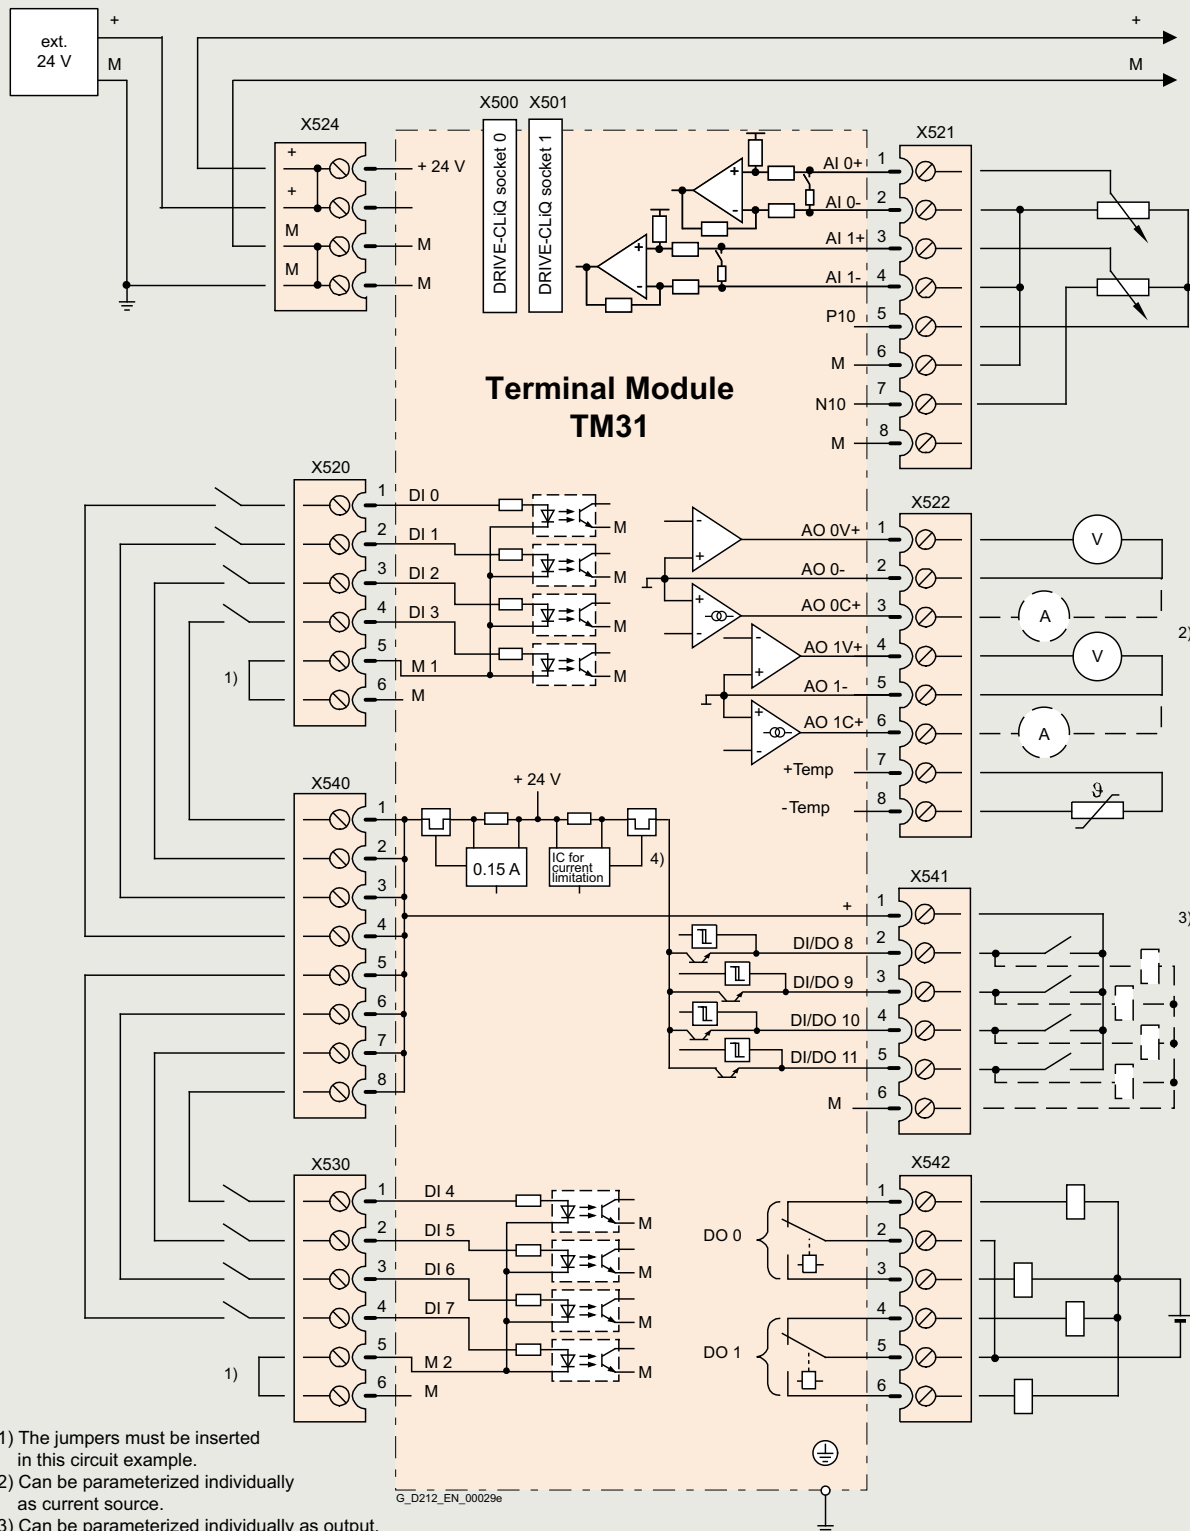 +
+
ext.
24 V
M
M
X500 X501
X524
X521
DRIVE-CLiQ socket 0
DRIVE-CLiQ socket 1
+
+ 24 V
+
M
M
M
M
+
-
+
-
AI 0+ 1
AI 0- 2
AI 1+ 3
AI 1- 4
P10 5
M 6
N10 7
M 8
Terminal Module
TM31
X520
1 DI 0
2 DI 1
3 DI 2
4 DI 3
5 M 1
6 M
1)
M
M
M
M
X522
-
+
+
-
-
+
+
-
AO 0V+ 1
AO 0- 2
AO 0C+ 3
AO 1V+ 4
AO 1- 5
AO 1C+ 6
+Temp 7
-Temp 8
V
A
2)
V
A
ϑ
X540
1
2
3
4
5
6
7
8
+ 24 V
0.15 A
IC for
current
limitation
4)
X541
+ 1
DI/DO 8 2
DI/DO 9 3
DI/DO 10 4
DI/DO 11 5
M 6
3)
X530
1 DI 4
2 DI 5
3 DI 6
4 DI 7
5 M 2
6 M
1)
M
M
M
M
X542
DO 0
1
2
3
DO 1
4
5
6
1) The jumpers must be inserted
in this circuit example.
2) Can be parameterized individually
as current source.
3) Can be parameterized individually as output.
G_D212_EN_00029e